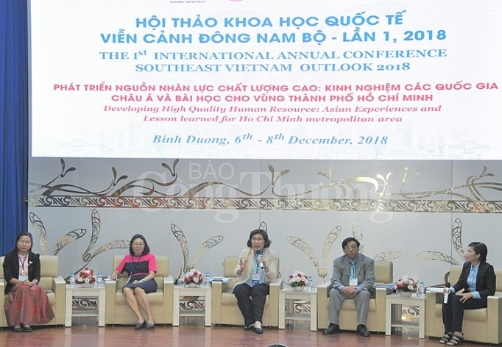 HỘI THẢO KHOA HỌC QUỐC TẾ
VIỄN CẢNH ĐÔNG NAM BỘ - LẦN 1, 2018
THE 1st INTERNATIONAL ANNUAL CONFERENCE
SOUTHEAST VIETNAM OUTLOOK 2018
PHÁT TRIỂN NGUỒN NHÂN LỰC CHẤT LƯỢNG CAO: KINH NGHIỆM CÁC QUỐC GIA
CHÂU Á VÀ BÀI HỌC CHO VÙNG THÀNH PHỐ HỒ CHÍ MINH
Developing High Quality Human Resource: Asian Experiences and
Lesson learned for Ho Chi Minh metropolitan area
Binh Duong, 6th - 8th December, 2018
BÁO
Công Thương